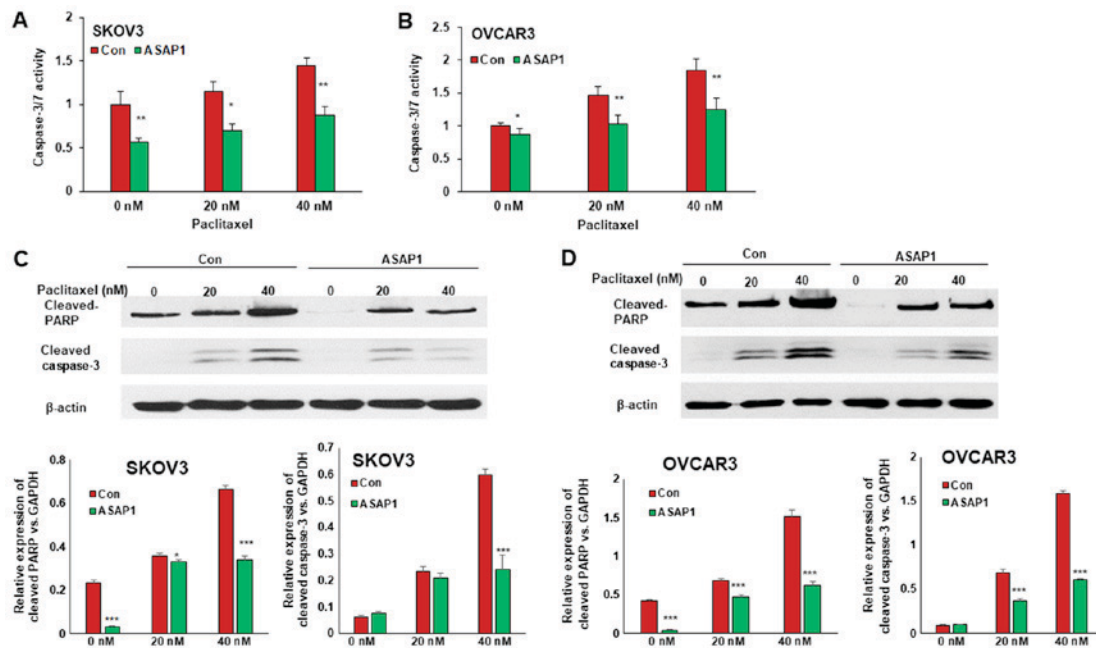 A
SKOV3
Con ASAP1
Caspase-3/7 activity
2
1.5
1
0.5
0
**
*
**
0 nM 20 nM 40 nM
Paclitaxel
B
OVCAR3
Con ASAP1
Caspase-3/7 activity
2.5
2
1.5
1
0.5
0
*
**
**
0 nM 20 nM 40 nM
Paclitaxel
C
Con ASAP1
Paclitaxel (nM) 0 20 40 0 20 40
Cleaved-
PARP
Cleaved
caspase-3
β-actin
D
Con ASAP1
Paclitaxel (nM) 0 20 40 0 20 40
Cleaved-
PARP
Cleaved
caspase-3
β-actin
SKOV3
Con
ASAP1
Relative expression of
cleaved PARP vs. GAPDH
0.8
0.6
0.4
0.2
0
***
*
***
0 nM 20 nM 40 nM
SKOV3
Con
ASAP1
Relative expression of
cleaved caspase-3 vs. GAPDH
0.7
0.6
0.5
0.4
0.3
0.2
0.1
0
***
0 nM 20 nM 40 nM
OVCAR3
Con
ASAP1
Relative expression of
cleaved PARP vs. GAPDH
2
1.5
1
0.5
0
***
***
***
0 nM 20 nM 40 nM
OVCAR3
Con
ASAP1
Relative expression of
cleaved caspase-3 vs. GAPDH
2
1.5
1
0.5
0
***
***
0 nM 20 nM 40 nM